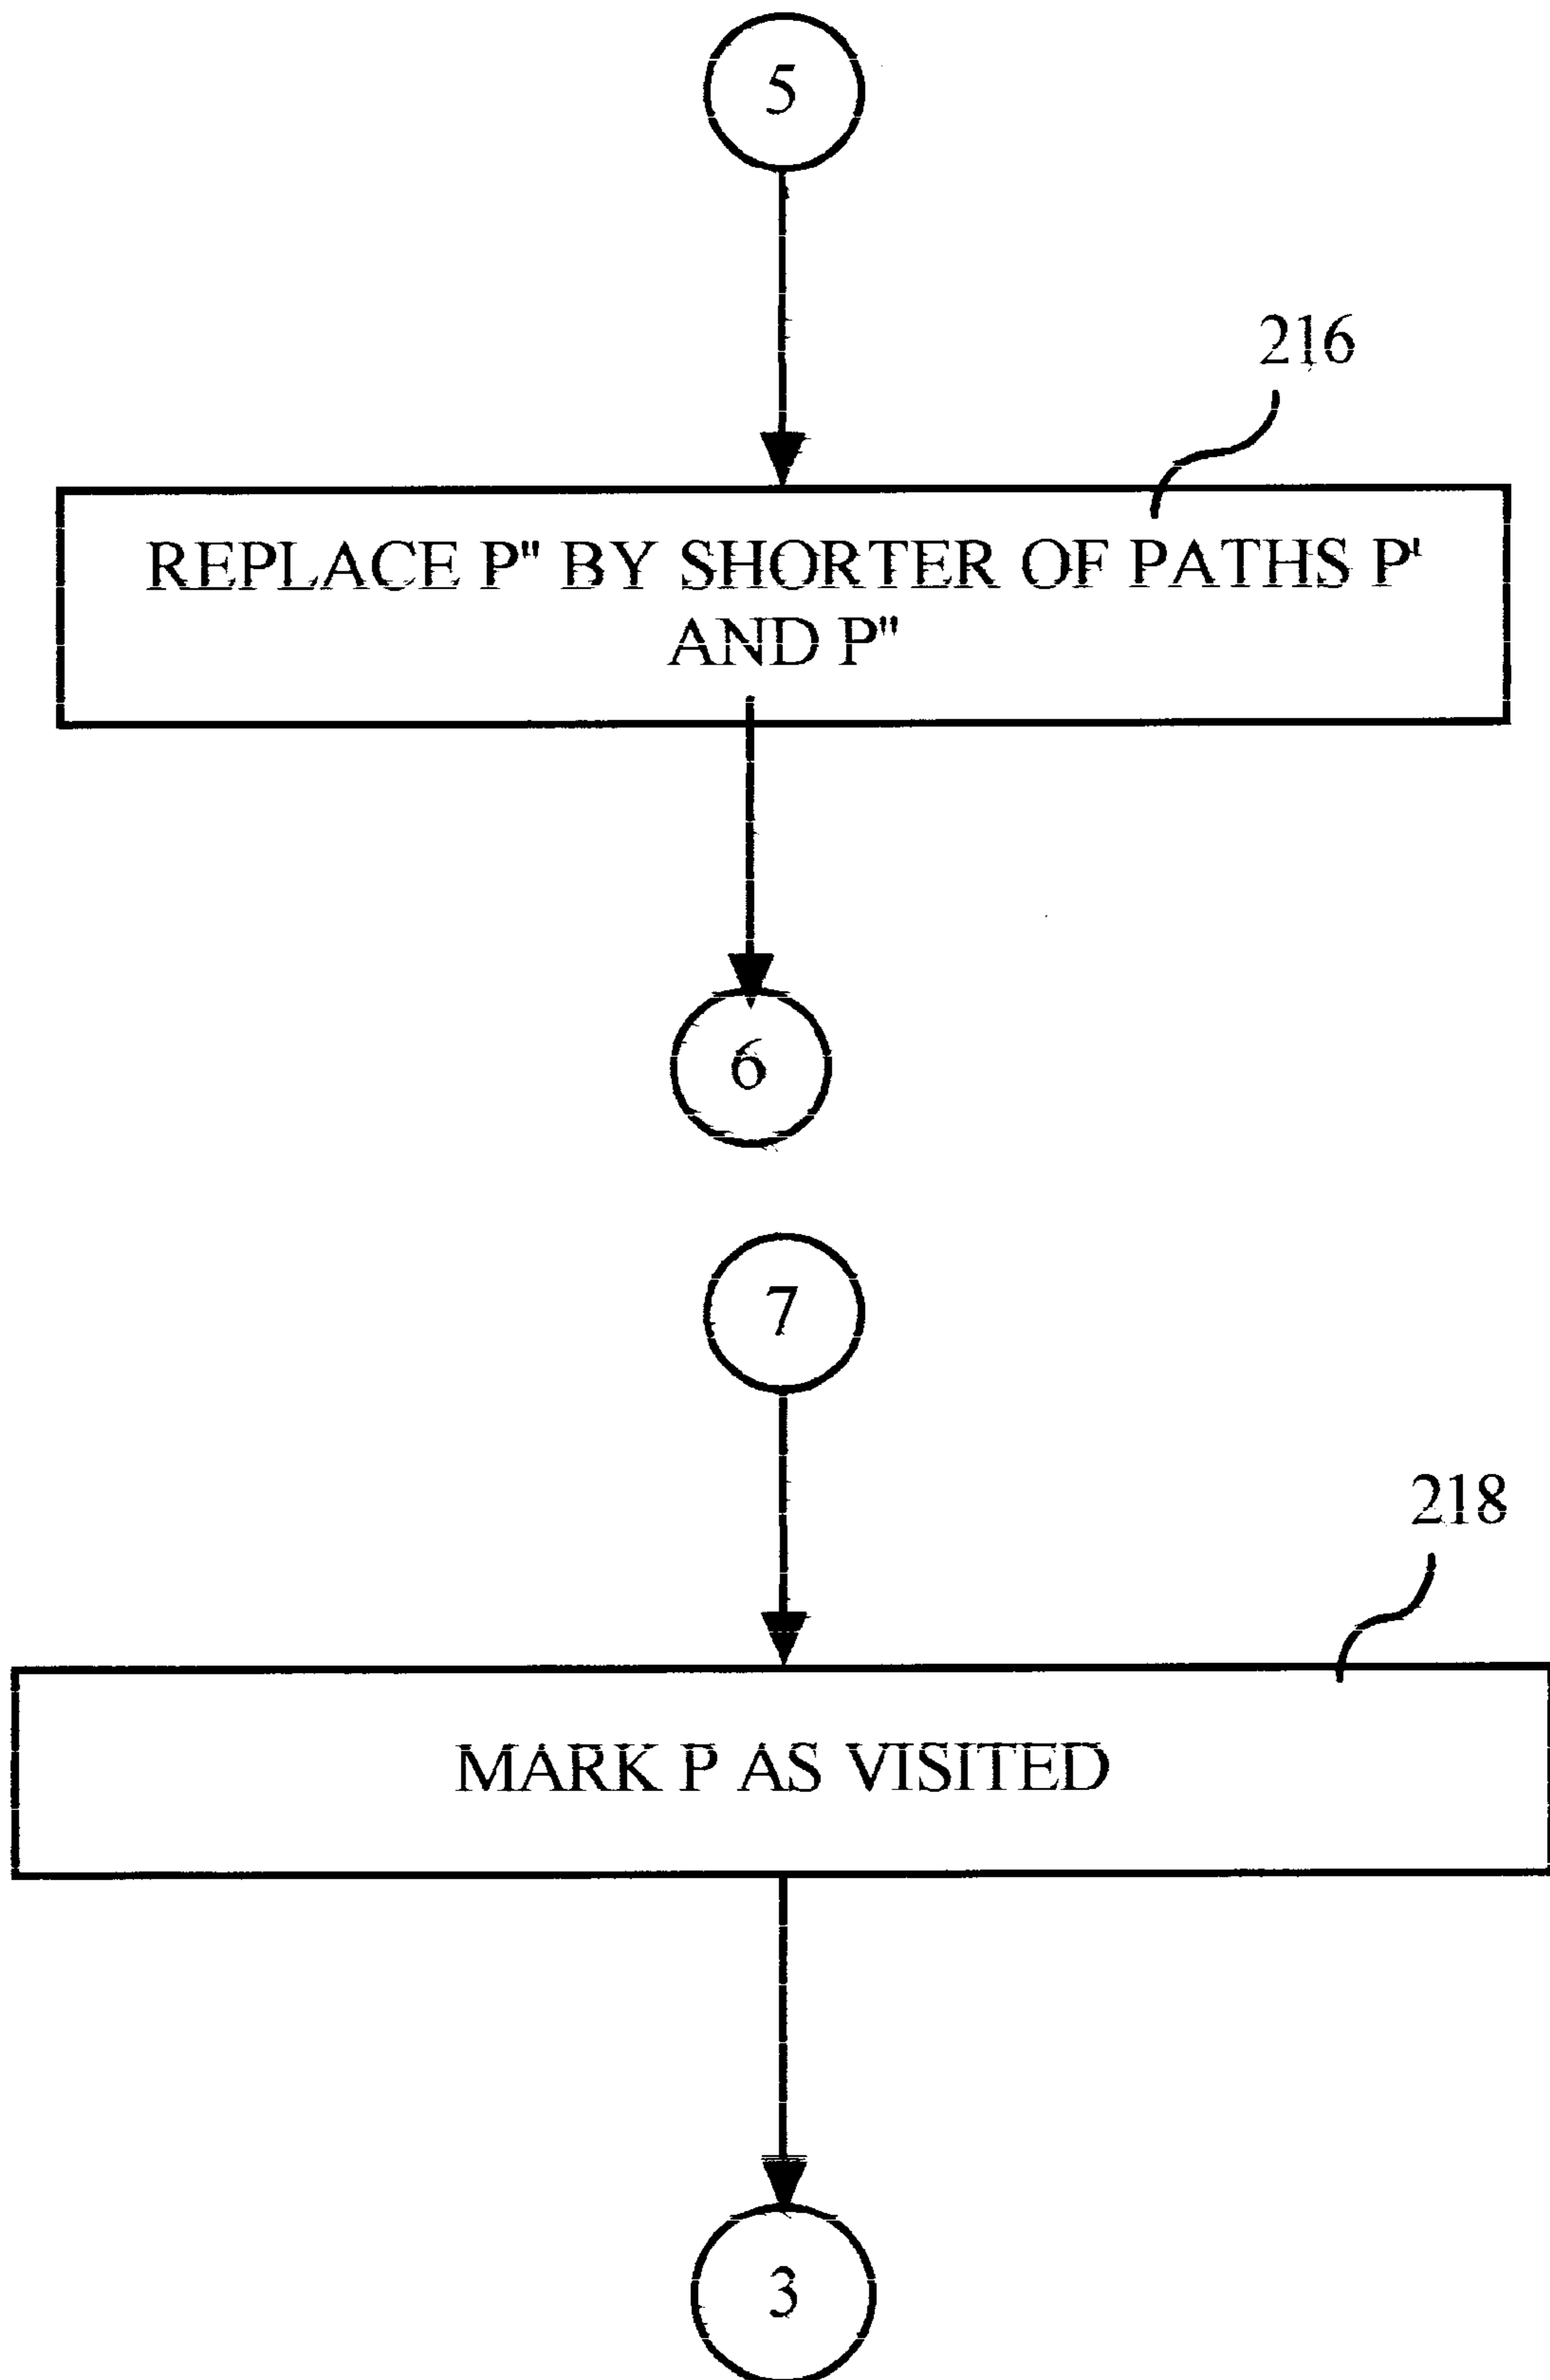 5
216
REPLACE P" BY SHORTER OF PATHS P'
AND P"
6
7
218
MARK P AS VISITED
3